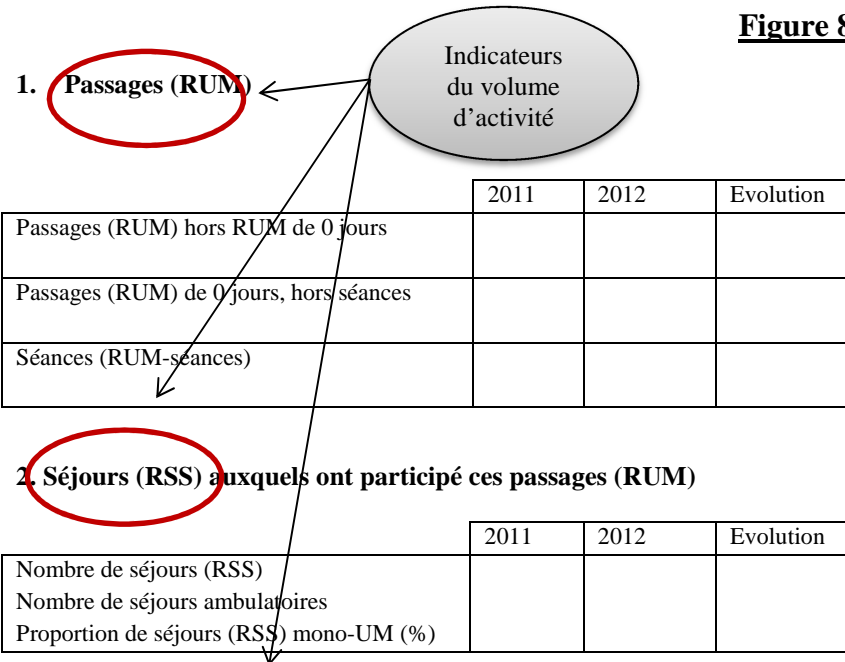 Figure 8
Indicateurs
du volume
d’activité
1. Passages (RUM)
2011 2012 Evolution
Passages (RUM) hors RUM de 0 jours
Passages (RUM) de 0 jours, hors séances
Séances (RUM-séances)
2. Séjours (RSS) auxquels ont participé ces passages (RUM)
2011 2012 Evolution
Nombre de séjours (RSS)
Nombre de séjours ambulatoires
Proportion de séjours (RSS) mono-UM (%)